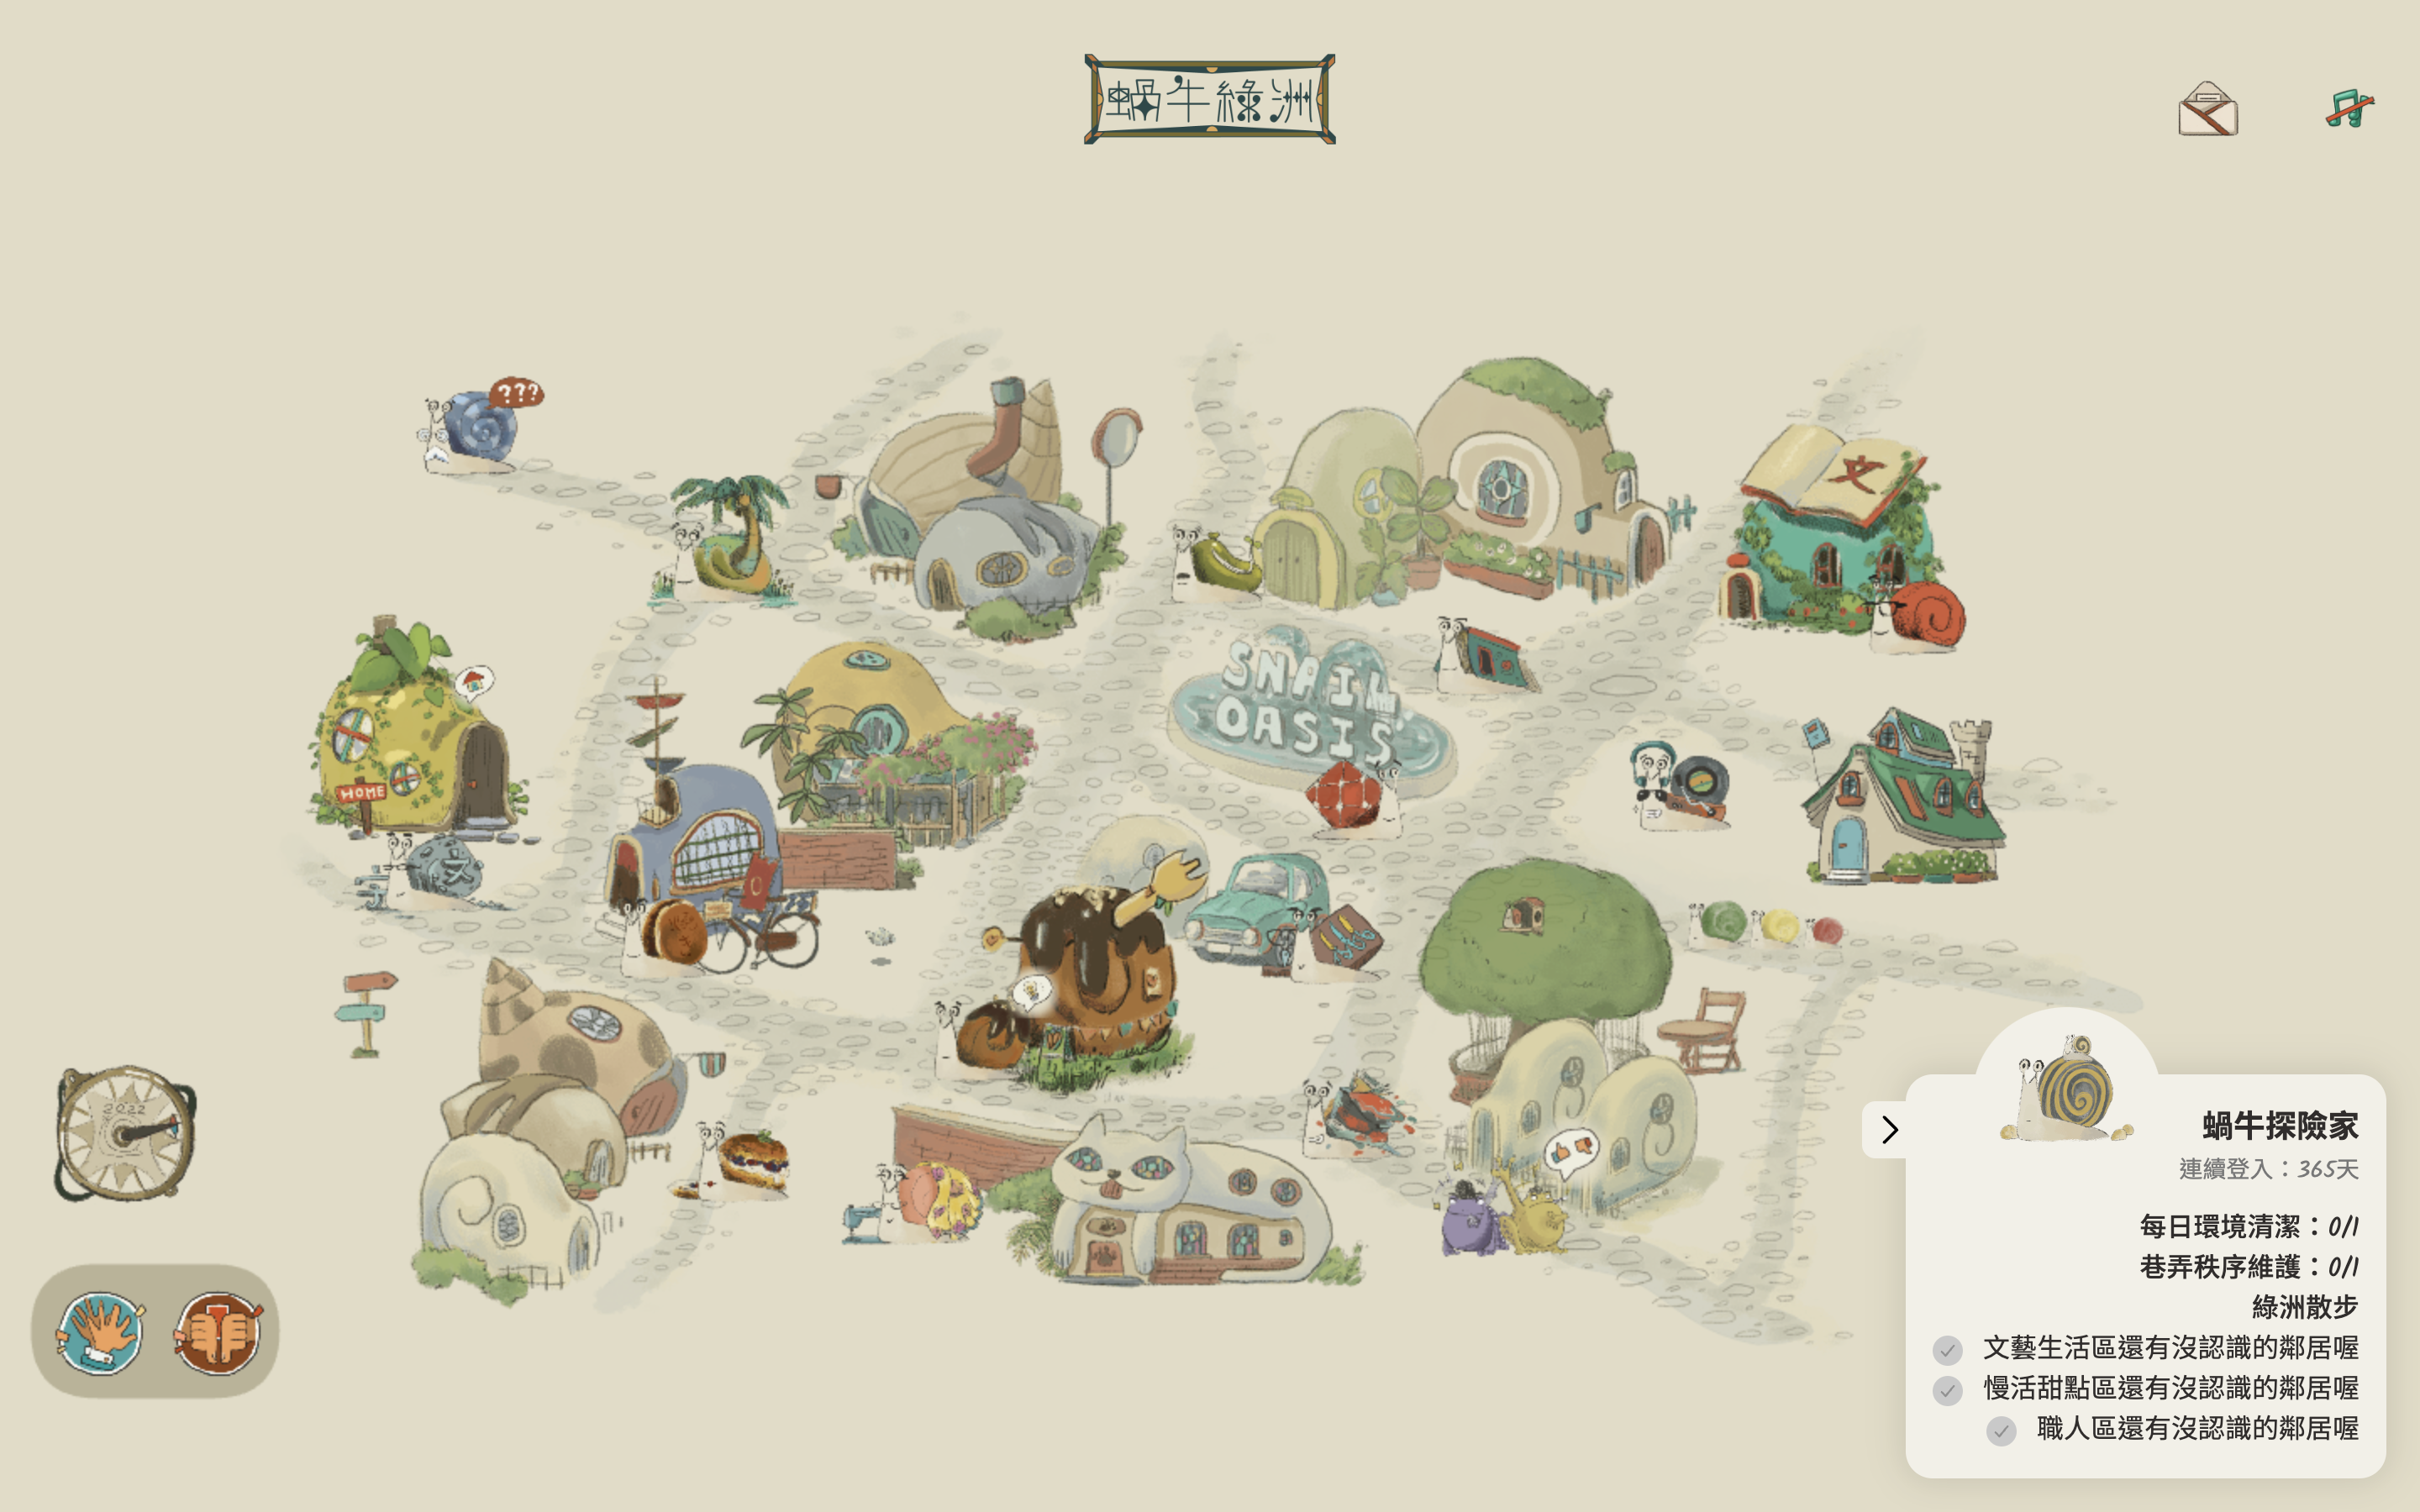 蝸牛綠洲
???
文
SNAIL
OASIS
HOME
2022
蝸牛探險家
連續登入：365天
每日環境清潔：0/1
巷弄秩序維護：0/1
綠洲散步
文藝生活區還有沒認識的鄰居喔
慢活甜點區還有沒認識的鄰居喔
職人區還有沒認識的鄰居喔